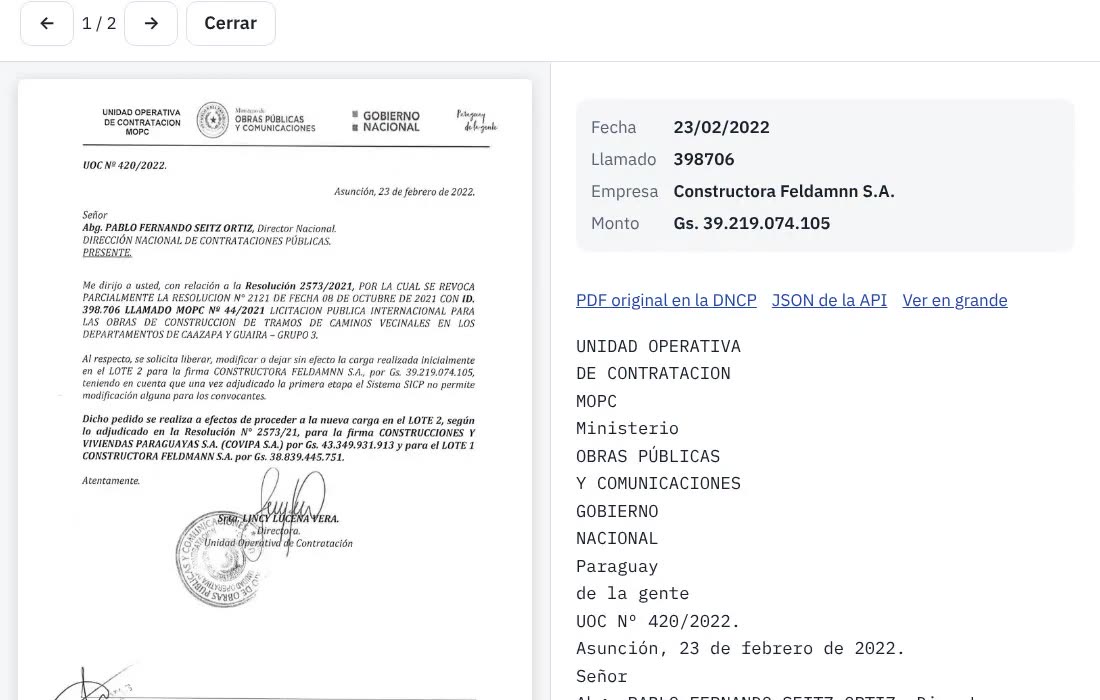 ← 1 / 2 → Cerrar
UNIDAD OPERATIVA
DE CONTRATACION
MOPC
Ministerio de
OBRAS PÚBLICAS
Y COMUNICACIONES
GOBIERNO
NACIONAL
Paraguay
de la gente
UOC Nº 420/2022.
Asunción, 23 de febrero de 2022.
Señor
Abg. PABLO FERNANDO SEITZ ORTIZ, Director Nacional.
DIRECCIÓN NACIONAL DE CONTRATACIONES PÚBLICAS.
PRESENTE.
Me dirijo a usted, con relación a la Resolución 2573/2021, POR LA CUAL SE REVOCA
PARCIALMENTE LA RESOLUCION N° 2121 DE FECHA 08 DE OCTUBRE DE 2021 CON ID.
398.706 LLAMADO MOPC Nº 44/2021 LICITACION PUBLICA INTERNACIONAL PARA
LAS OBRAS DE CONSTRUCCION DE TRAMOS DE CAMINOS VECINALES EN LOS
DEPARTAMENTOS DE CAAZAPA Y GUAIRA – GRUPO 3.
Al respecto, se solicita liberar, modificar o dejar sin efecto la carga realizada inicialmente
en el LOTE 2 para la firma CONSTRUCTORA FELDAMNN S.A., por Gs. 39.219.074.105,
teniendo en cuenta que una vez adjudicado la primera etapa el Sistema SICP no permite
modificación alguna para los convocantes.
Dicho pedido se realiza a efectos de proceder a la nueva carga en el LOTE 2, según
lo adjudicado en la Resolución N° 2573/21, para la firma CONSTRUCCIONES Y
VIVIENDAS PARAGUAYAS S.A. (COVIPA S.A.) por Gs. 43.349.931.913 y para el LOTE 1
CONSTRUCTORA FELDMANN S.A. por Gs. 38.839.445.751.
Atentamente.
Srta. LINCY LUCENA VERA.
Directora.
Unidad Operativa de Contratación
Fecha 23/02/2022
Llamado 398706
Empresa Constructora Feldamnn S.A.
Monto Gs. 39.219.074.105
PDF original en la DNCP JSON de la API Ver en grande
UNIDAD OPERATIVA
DE CONTRATACION
MOPC
Ministerio
OBRAS PÚBLICAS
Y COMUNICACIONES
GOBIERNO
NACIONAL
Paraguay
de la gente
UOC Nº 420/2022.
Asunción, 23 de febrero de 2022.
Señor